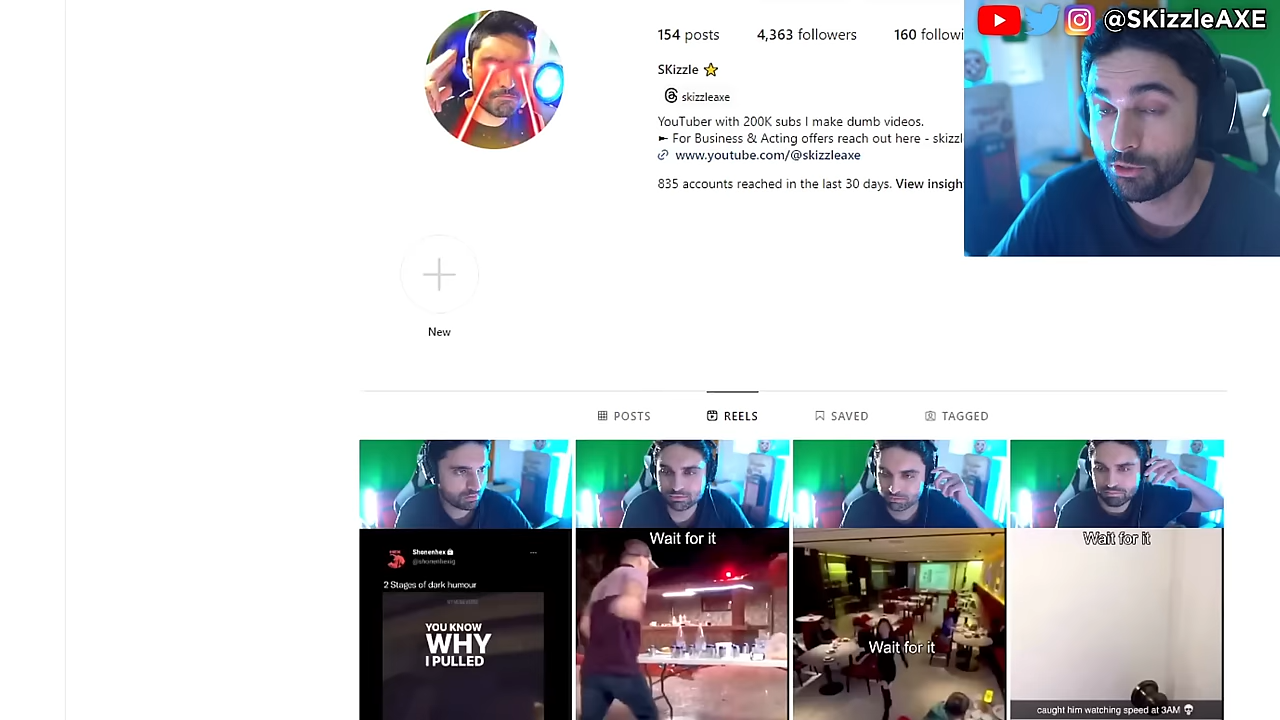 @SKizzleAXE
154 posts 4,363 followers 160 followi
SKizzle
skizzleaxe
YouTuber with 200K subs I make dumb videos.
► For Business & Acting offers reach out here - skizzl
www.youtube.com/@skizzleaxe
835 accounts reached in the last 30 days. View insigh
New
POSTS REELS SAVED TAGGED
Shonenhex
@shonenhexig
2 Stages of dark humour
YOU KNOW
WHY
I PULLED
Wait for it
Wait for it
Wait for it
caught him watching speed at 3AM 💀